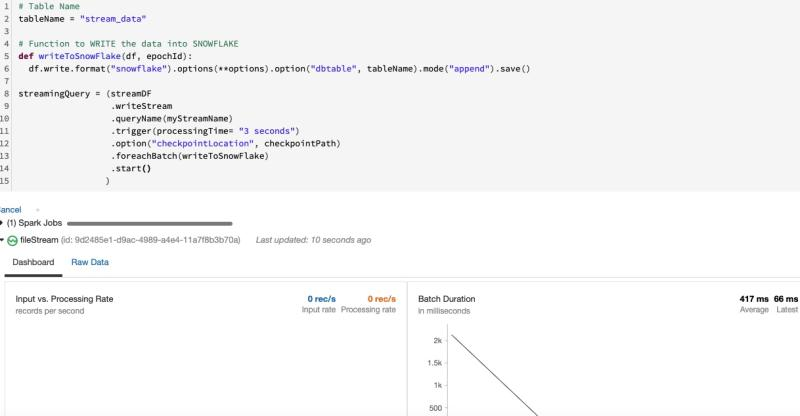 1 # Table Name
2 tableName = "stream_data"
3
4 # Function to WRITE the data into SNOWFLAKE
5 def writeToSnowFlake(df, epochId):
6 df.write.format("snowflake").options(**options).option("dbtable", tableName).mode("append").save()
7
8 streamingQuery = (streamDF
9 .writeStream
10 .queryName(myStreamName)
11 .trigger(processingTime= "3 seconds")
12 .option("checkpointLocation", checkpointPath)
13 .foreachBatch(writeToSnowFlake)
14 .start()
15 )
ancel
(1) Spark Jobs
fileStream (id: 9d2485e1-d9ac-4989-a4e4-11a7f8b3b70a) Last updated: 10 seconds ago
Dashboard Raw Data
Input vs. Processing Rate 0 rec/s 0 rec/s
records per second Input rate Processing rate
Batch Duration 417 ms 66 ms
in milliseconds Average Latest
2k
1.5k
1k
500